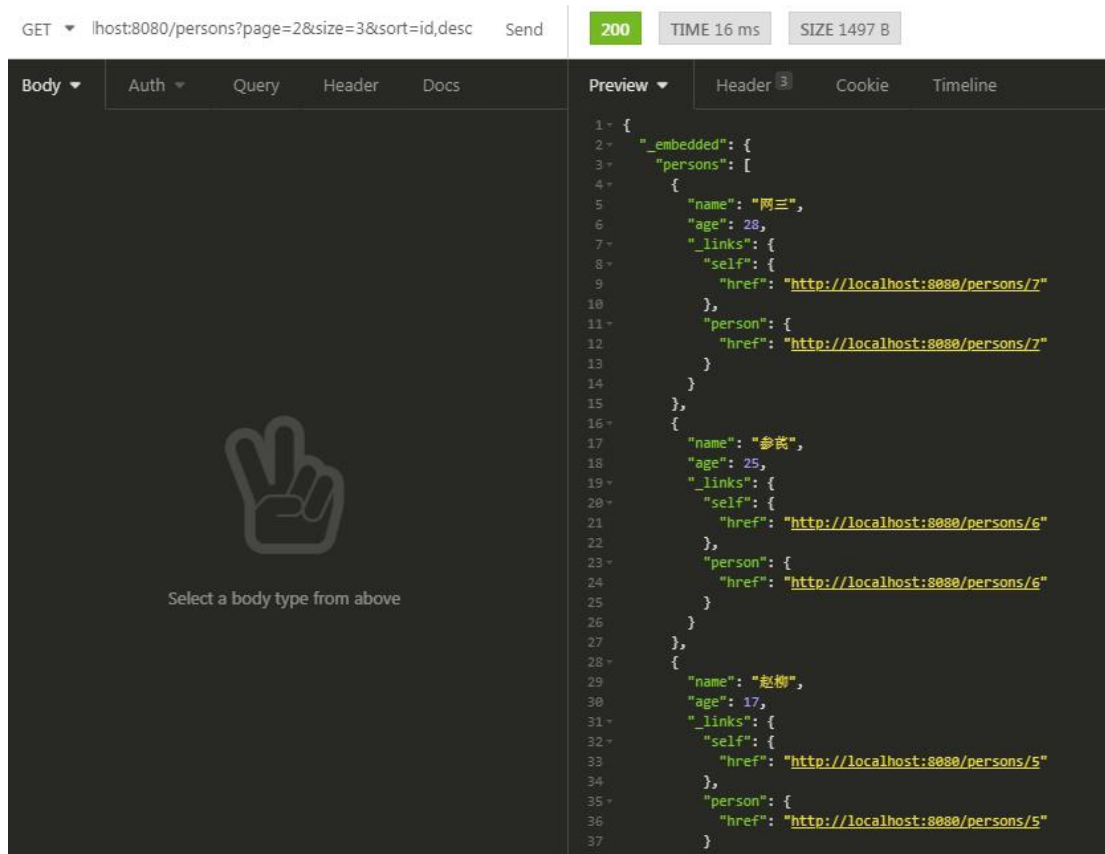 GET lhost:8080/persons?page=2&size=3&sort=id,desc Send
200 TIME 16 ms SIZE 1497 B
Body Auth Query Header Docs
Preview Header 3 Cookie Timeline
1 {
2 "_embedded": {
3 "persons": [
4 {
5 "name": "网三",
6 "age": 28,
7 "_links": {
8 "self": {
9 "href": "http://localhost:8080/persons/7"
10 },
11 "person": {
12 "href": "http://localhost:8080/persons/7"
13 }
14 }
15 },
16 {
17 "name": "参芪",
18 "age": 25,
19 "_links": {
20 "self": {
21 "href": "http://localhost:8080/persons/6"
22 },
23 "person": {
24 "href": "http://localhost:8080/persons/6"
25 }
26 }
27 },
28 {
29 "name": "赵柳",
30 "age": 17,
31 "_links": {
32 "self": {
33 "href": "http://localhost:8080/persons/5"
34 },
35 "person": {
36 "href": "http://localhost:8080/persons/5"
37 }
Select a body type from above